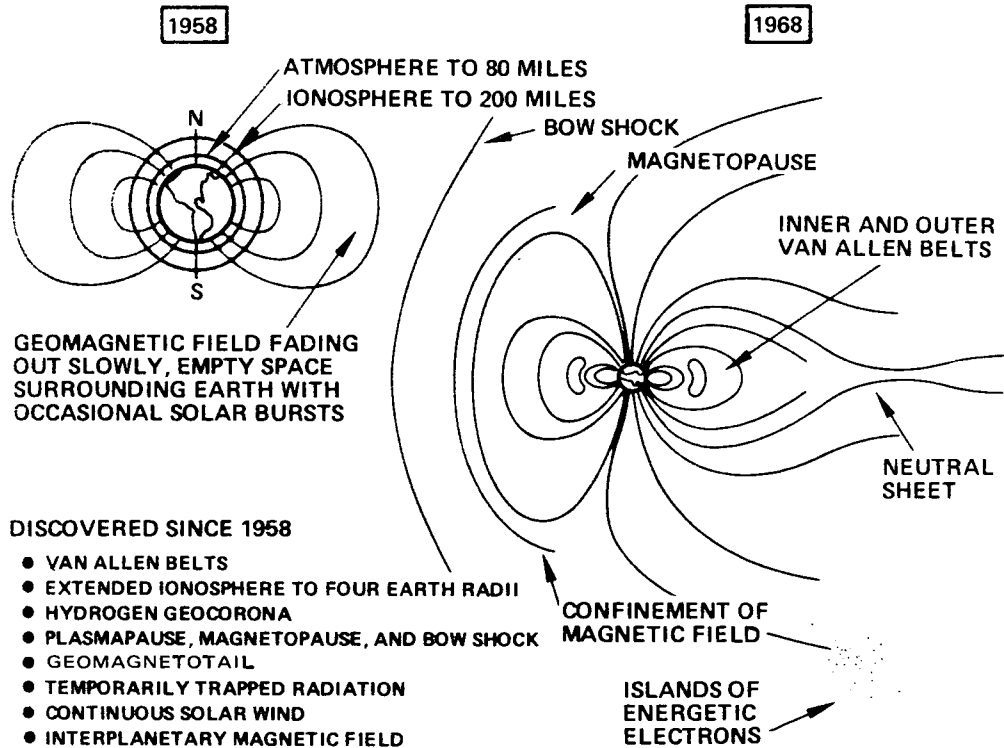 1958
1968
ATMOSPHERE TO 80 MILES
IONOSPHERE TO 200 MILES
N
S
BOW SHOCK
MAGNETOPAUSE
INNER AND OUTER
VAN ALLEN BELTS
GEOMAGNETIC FIELD FADING
OUT SLOWLY, EMPTY SPACE
SURROUNDING EARTH WITH
OCCASIONAL SOLAR BURSTS
NEUTRAL
SHEET
DISCOVERED SINCE 1958
● VAN ALLEN BELTS
● EXTENDED IONOSPHERE TO FOUR EARTH RADII
● HYDROGEN GEOCORONA
● PLASMAPAUSE, MAGNETOPAUSE, AND BOW SHOCK
● GEOMAGNETOTAIL
● TEMPORARILY TRAPPED RADIATION
● CONTINUOUS SOLAR WIND
● INTERPLANETARY MAGNETIC FIELD
CONFINEMENT OF
MAGNETIC FIELD
ISLANDS OF
ENERGETIC
ELECTRONS